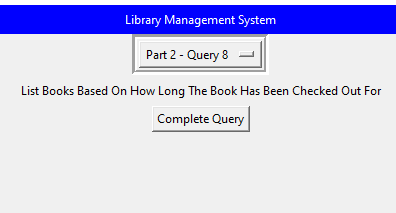 Library Management System
Part 2 - Query 8
List Books Based On How Long The Book Has Been Checked Out For
Complete Query